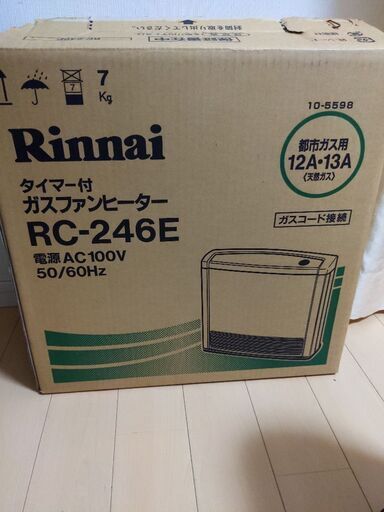 7
7
Kg
10-5598
Rinnai
都市ガス用
12A・13A
〈天然ガス〉
タイマー付
ガスファンヒーター
RC-246E
ガスコード接続
電源 AC100V
50/60Hz